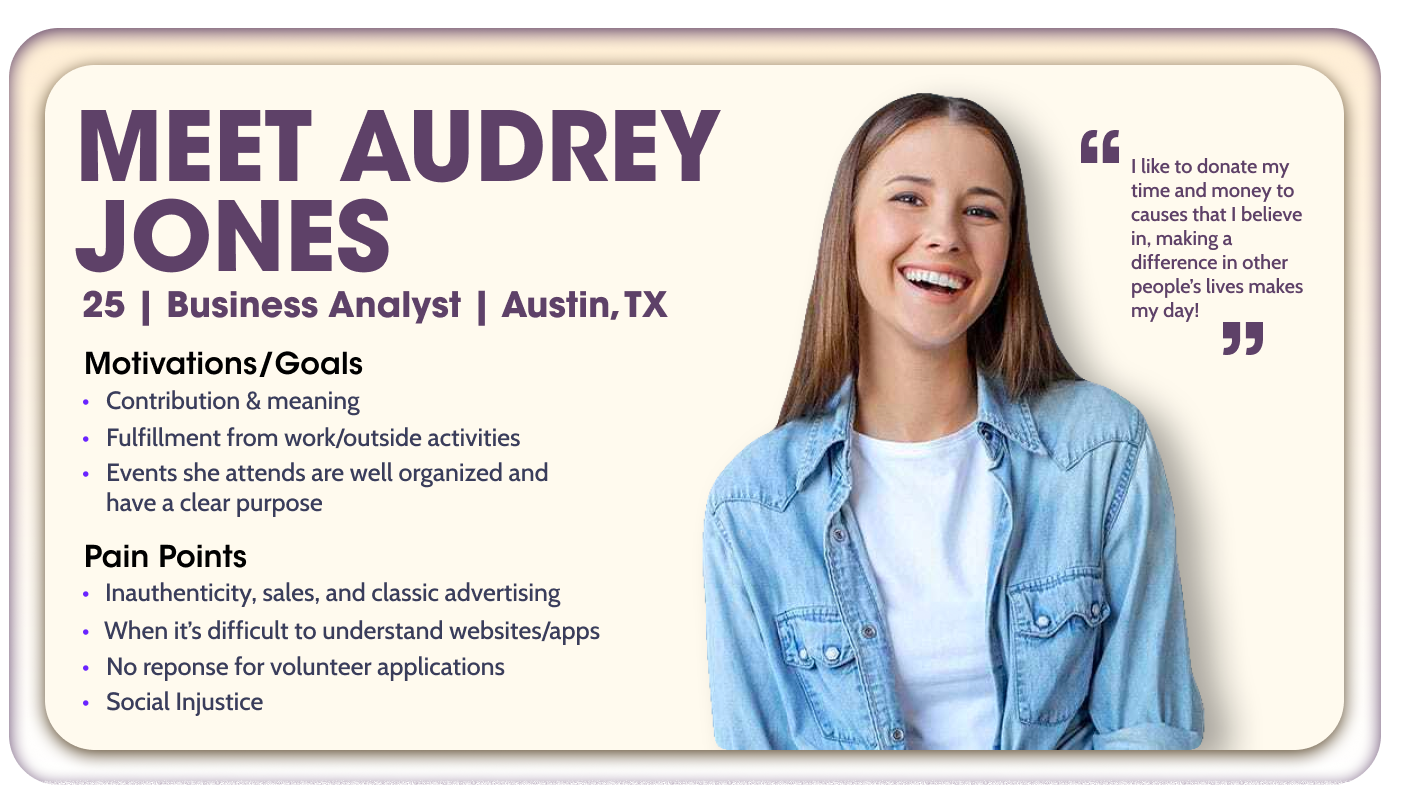 MEET AUDREY
JONES
25 | Business Analyst | Austin, TX
Motivations/Goals
• Contribution & meaning
• Fulfillment from work/outside activities
• Events she attends are well organized and
have a clear purpose
Pain Points
• Inauthenticity, sales, and classic advertising
• When it’s difficult to understand websites/apps
• No reponse for volunteer applications
• Social Injustice
“
I like to donate my
time and money to
causes that I believe
in, making a
difference in other
people’s lives makes
my day!
”